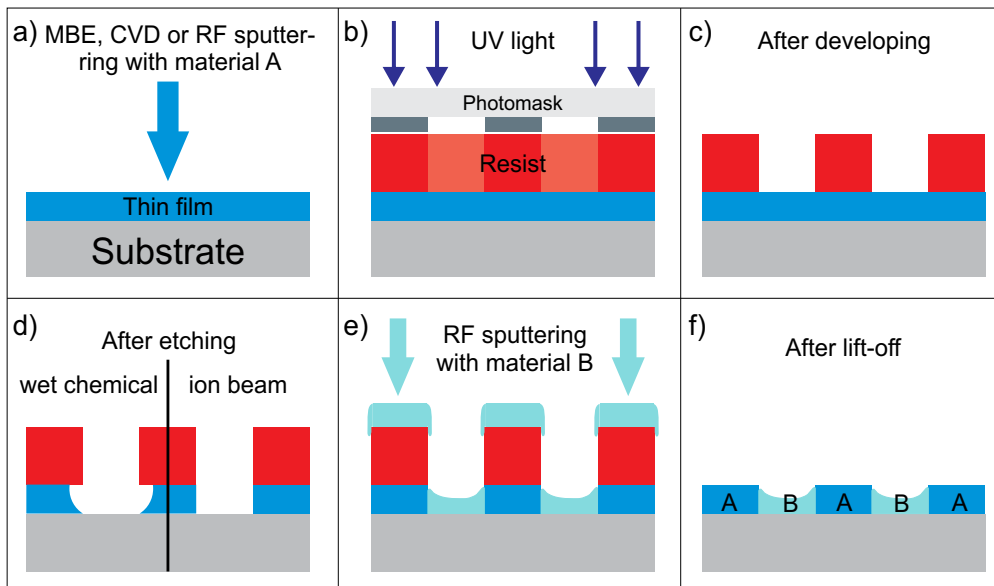 a) MBE, CVD or RF sputter-
ring with material A
Thin film
Substrate
b)
UV light
Photomask
Resist
c)
After developing
d)
After etching
wet chemical
ion beam
e)
RF sputtering
with material B
f)
After lift-off
A B A B A